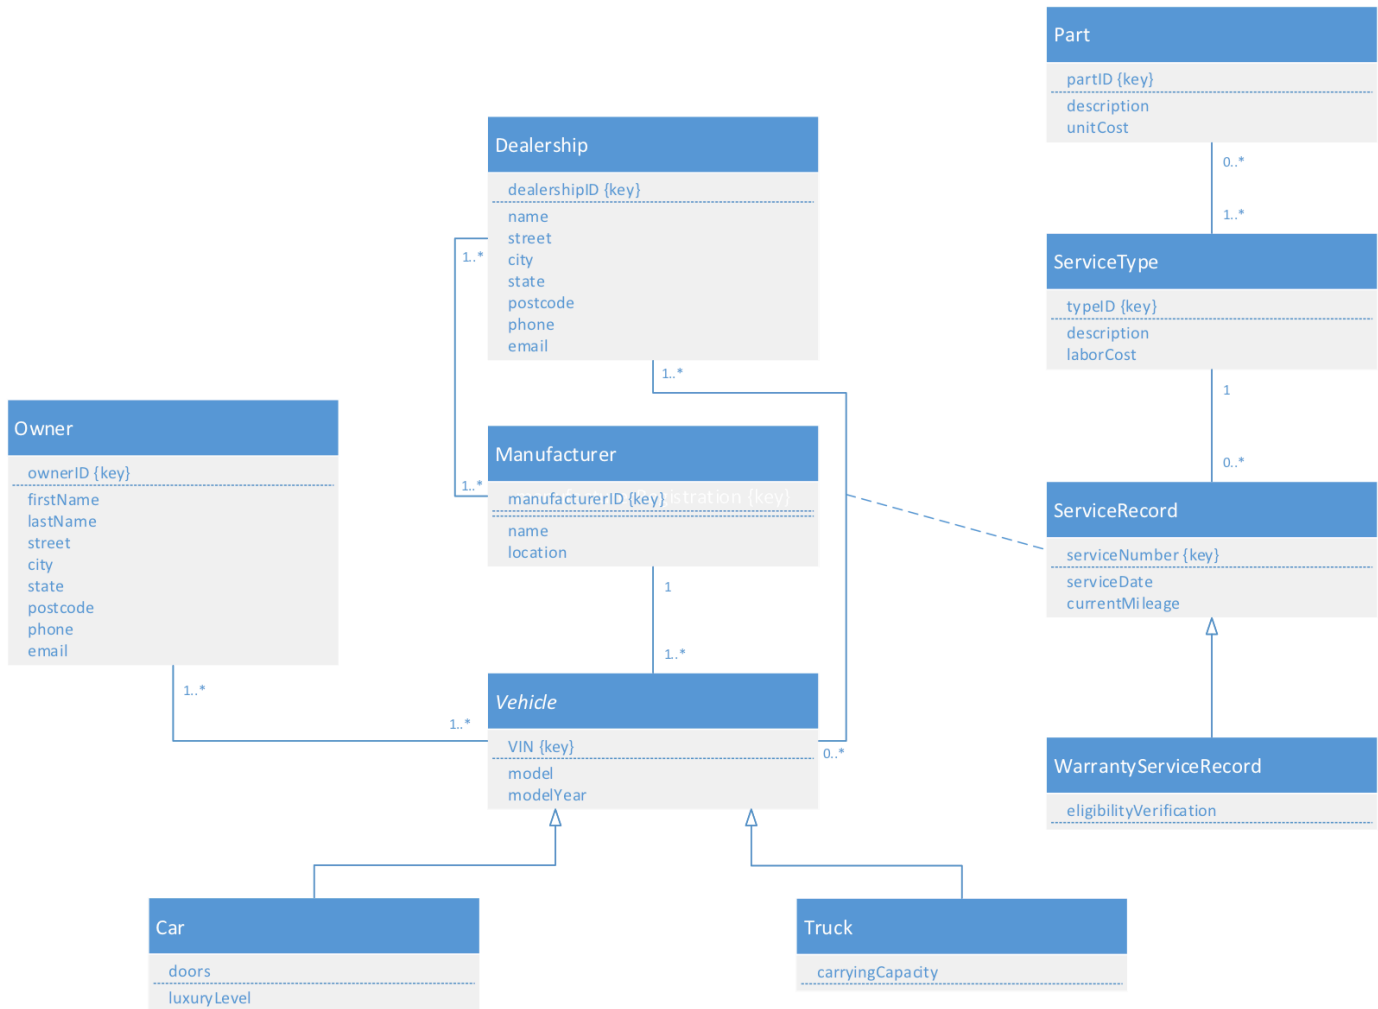 Part
partID {key}
description
unitCost
0..*
1..*
Dealership
dealershipID {key}
name
street
city
state
postcode
phone
email
1..*
1..*
ServiceType
typeID {key}
description
laborCost
1
0..*
Owner
ownerID {key}
firstName
lastName
street
city
state
postcode
phone
email
1..*
Manufacturer
manufacturerID {key}
name
location
1..*
1
1..*
ServiceRecord
serviceNumber {key}
serviceDate
currentMileage
Vehicle
VIN {key}
model
modelYear
1..*
0..*
WarrantyServiceRecord
eligibilityVerification
Car
doors
luxuryLevel
Truck
carryingCapacity